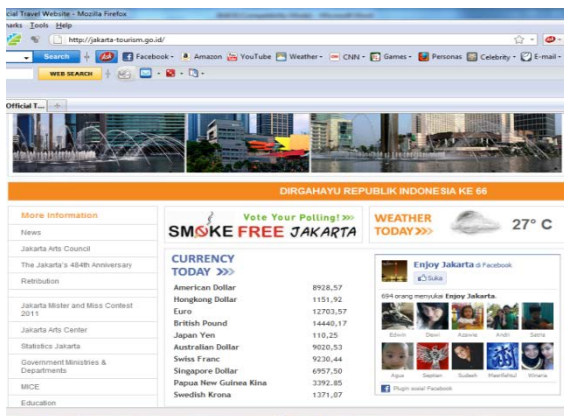 cial Travel Website - Mozilla Firefox
marks Tools Help
http://jakarta-tourism.go.id/
Search Facebook Amazon YouTube Weather CNN Games Personas Celebrity E-mail
WEB SEARCH
Official T...
DIRGAHAYU REPUBLIK INDONESIA KE 66
More Information
News
Jakarta Arts Council
The Jakarta's 484th Anniversary
Retribution
Jakarta Mister and Miss Contest
2011
Jakarta Arts Center
Statistics Jakarta
Government Ministries &
Departments
MICE
Education
Vote Your Polling! >>>
SMOKE FREE JAKARTA
WEATHER
TODAY >>>
27° C
CURRENCY
TODAY >>>
American Dollar 8928,57
Hongkong Dollar 1151,92
Euro 12703,57
British Pound 14440,17
Japan Yen 110,25
Australian Dollar 9020,53
Swiss Franc 9230,44
Singapore Dollar 6957,50
Papua New Guinea Kina 3392.85
Swedish Krona 1371,07
Enjoy Jakarta di Facebook
Suka
694 orang menyukai Enjoy Jakarta.
Edwin Dewi Azzwie Andri Satria
Agus Septian Sudeah Winaria
Plugin sosial Facebook